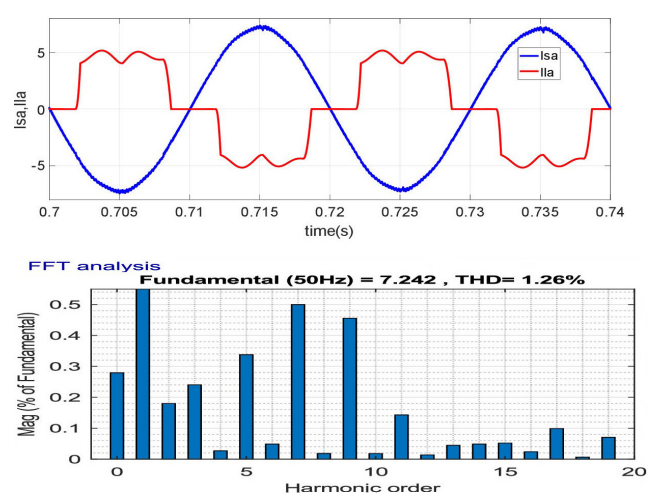 Isa,Ila
5
0
-5
Isa
Ila
0.7 0.705 0.71 0.715 0.72 0.725 0.73 0.735 0.74
time(s)
FFT analysis
Fundamental (50Hz) = 7.242 , THD= 1.26%
Mag (% of Fundamental)
0.5
0.4
0.3
0.2
0.1
0
0 5 10 15 20
Harmonic order